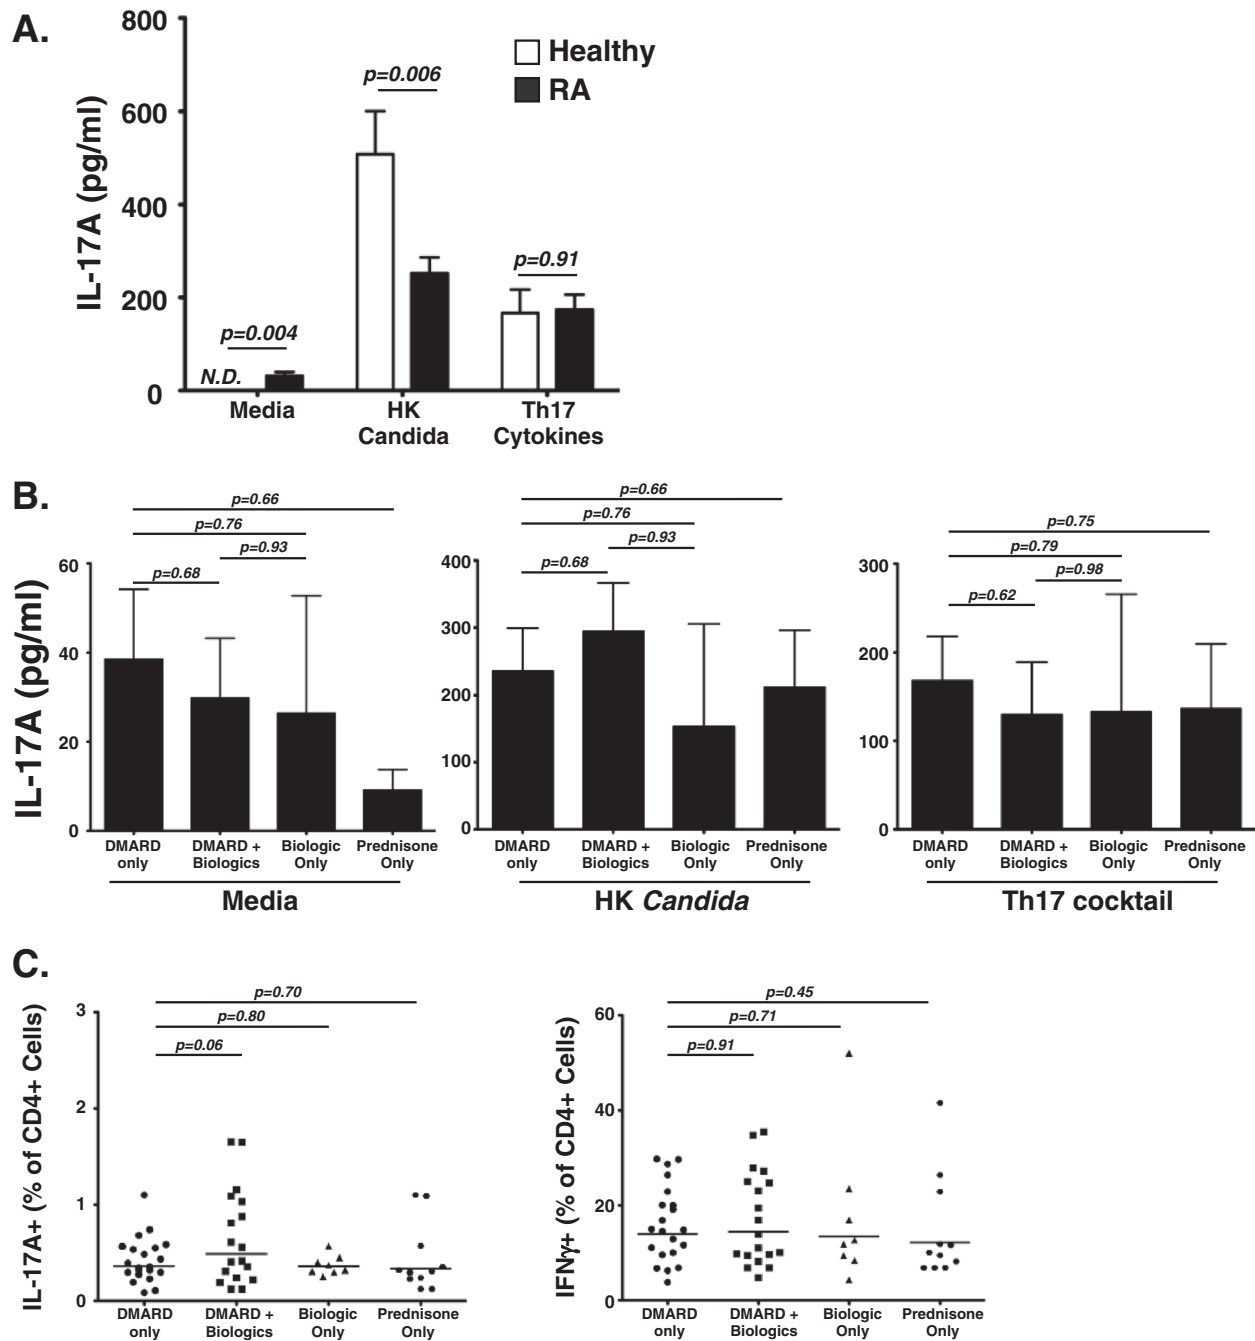 A.
800
600
400
200
0
IL-17A (pg/ml)
Healthy
RA
p=0.006
p=0.91
p=0.004
N.D.
Media
HK
Candida
Th17
Cytokines
B.
IL-17A (pg/ml)
p=0.66
p=0.76
p=0.93
p=0.68
60
40
20
0
DMARD
only
DMARD +
Biologics
Biologic
Only
Prednisone
Only
Media
p=0.66
p=0.76
p=0.93
p=0.68
400
300
200
100
0
DMARD
only
DMARD +
Biologics
Biologic
Only
Prednisone
Only
HK Candida
p=0.75
p=0.79
p=0.98
p=0.62
300
200
100
0
DMARD
only
DMARD +
Biologics
Biologic
Only
Prednisone
Only
Th17 cocktail
C.
IL-17A+ (% of CD4+ Cells)
p=0.70
p=0.80
p=0.06
3
2
1
0
DMARD
only
DMARD +
Biologics
Biologic
Only
Prednisone
Only
IFNγ+ (% of CD4+ Cells)
p=0.45
p=0.71
p=0.91
60
40
20
0
DMARD
only
DMARD +
Biologics
Biologic
Only
Prednisone
Only